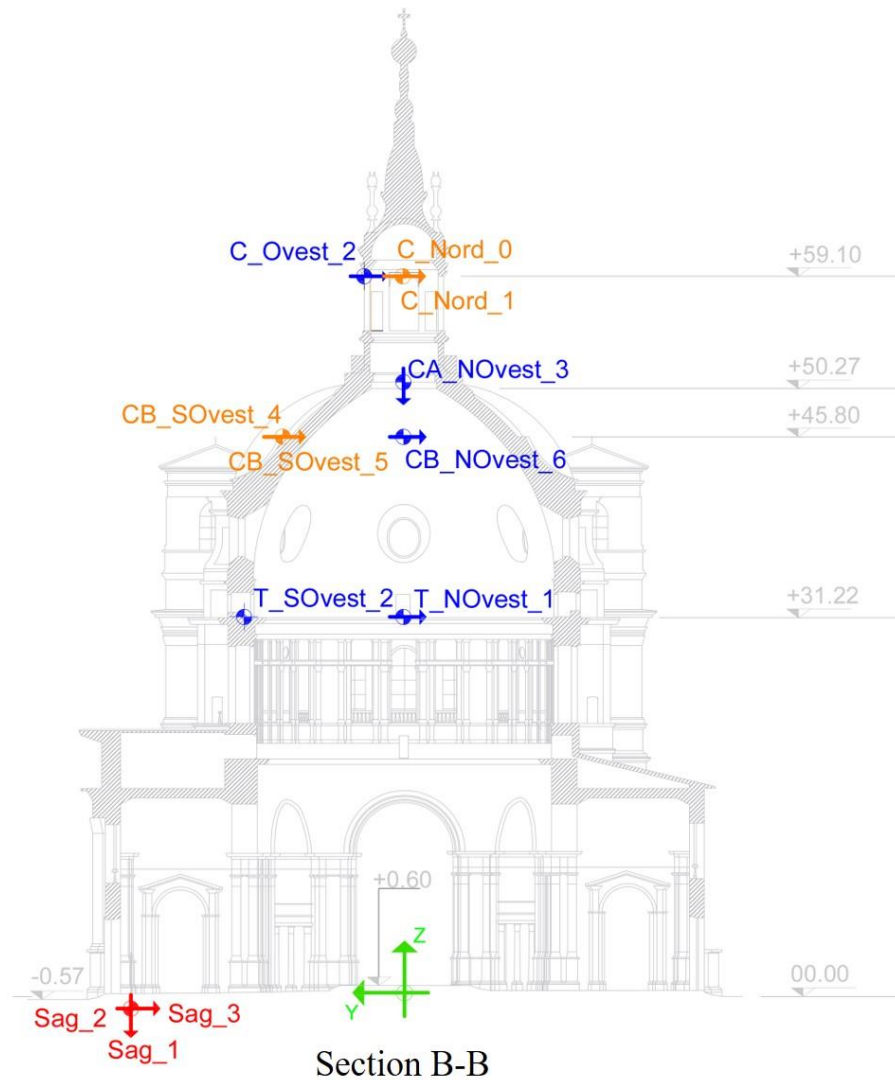 C_Ovest_2
C_Nord_0
+59.10
C_Nord_1
CA_NOvest_3
+50.27
CB_SOvest_4
+45.80
CB_SOvest_5
CB_NOvest_6
T_SOvest_2
T_NOvest_1
+31.22
+0.60
Z
-0.57
00.00
Y
Sag_2
Sag_3
Sag_1
Section B-B